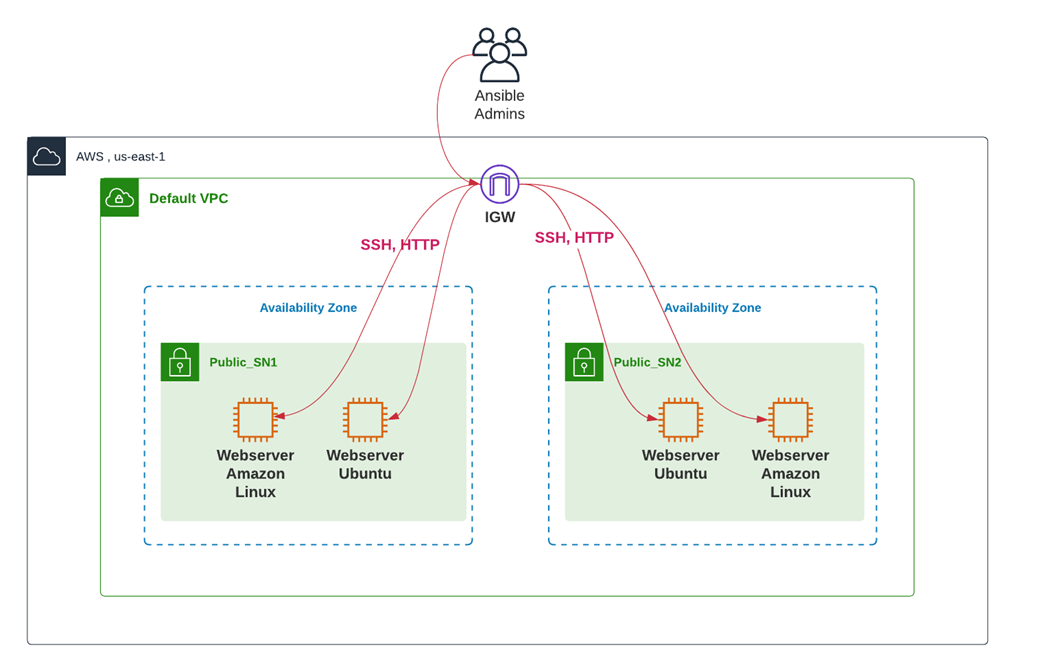 Ansible
Admins
AWS , us-east-1
Default VPC
IGW
SSH, HTTP
SSH, HTTP
Availability Zone
Availability Zone
Public_SN1
Public_SN2
Webserver
Amazon
Linux
Webserver
Ubuntu
Webserver
Ubuntu
Webserver
Amazon
Linux